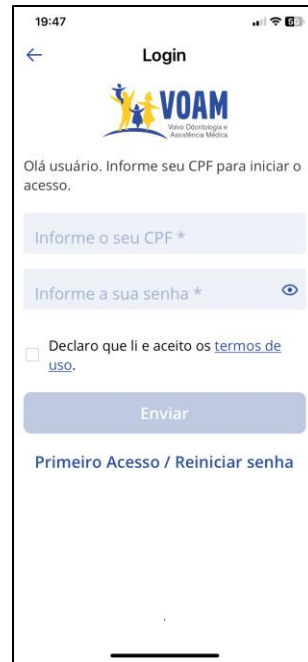 19:47
50
Login
VOAM
Volvo Odontologia e
Assistência Médica
Olá usuário. Informe seu CPF para iniciar o
acesso.
Informe o seu CPF *
Informe a sua senha *
Declaro que li e aceito os termos de
uso.
Enviar
Primeiro Acesso / Reiniciar senha